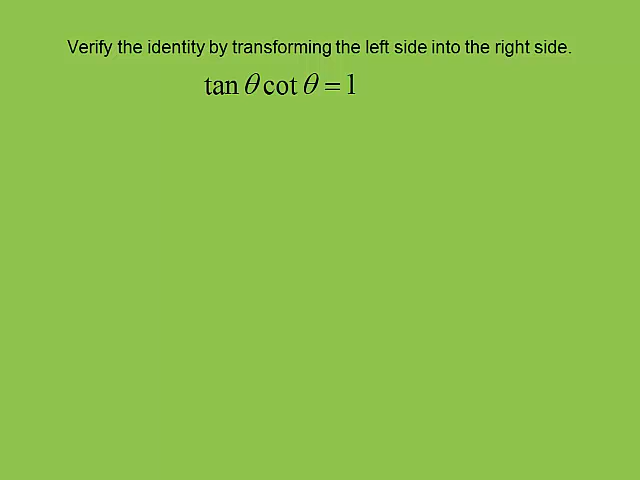 Verify the identity by transforming the left side into the right side.
tan θ cot θ = 1